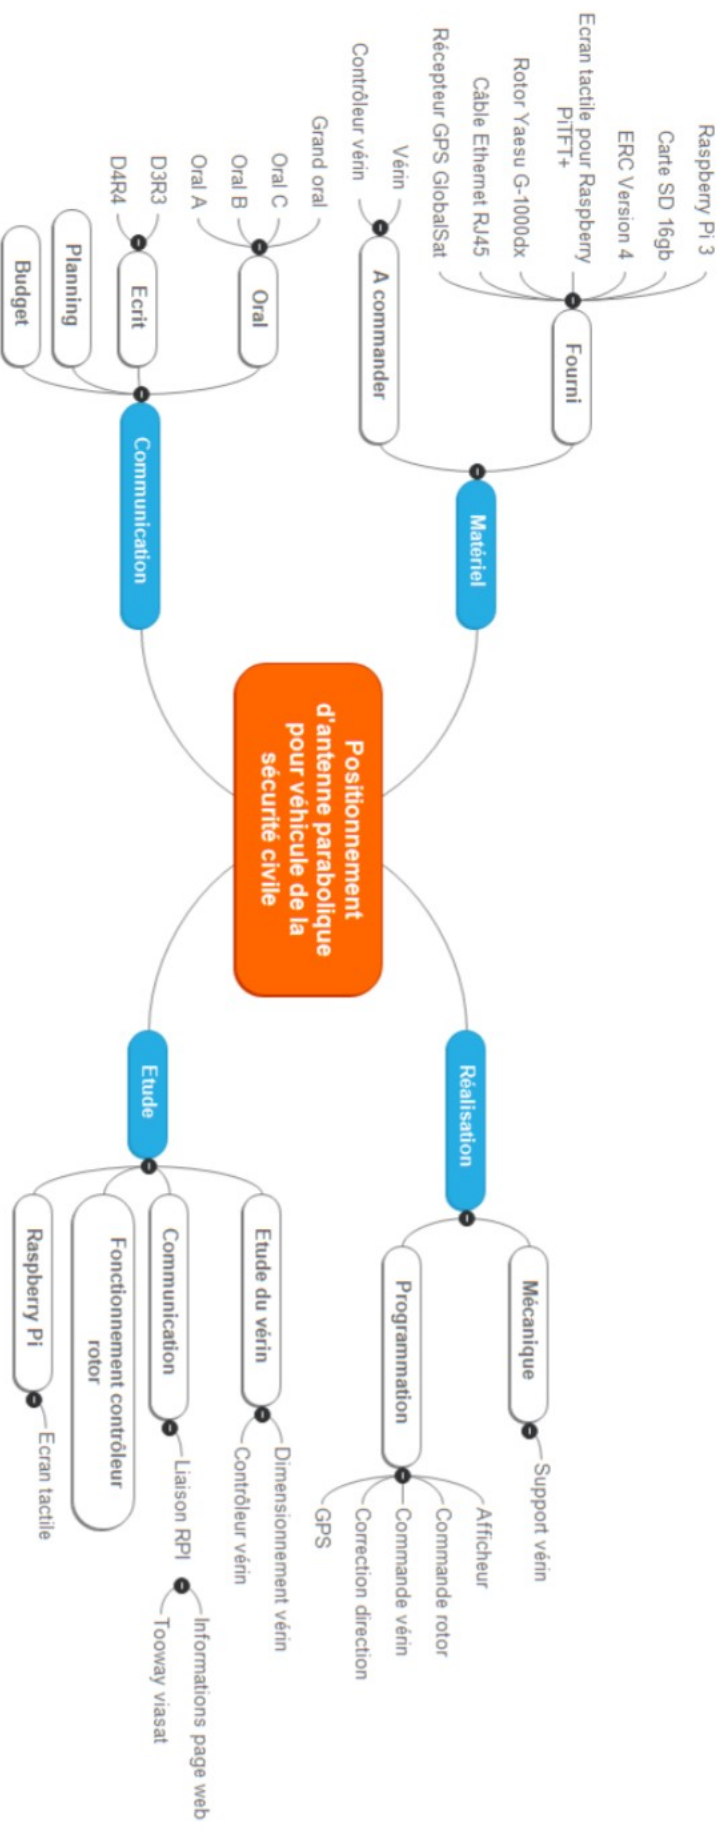 Raspberry Pi 3
Carte SD 16gb
ERC Version 4
Ecran tactile pour Raspberry
PiTFT+
Rotor Yaesu G-1000dx
Câble Ethernet RJ45
Récepteur GPS GlobalSat
Fourni
Vérin
Contrôleur vérin
A commander
Matériel
Grand oral
Oral C
Oral B
Oral A
Oral
D3R3
D4R4
Ecrit
Planning
Budget
Communication
Positionnement
d'antenne parabolique
pour véhicule de la
sécurité civile
Réalisation
Mécanique
Support vérin
Programmation
Afficheur
Commande rotor
Commande vérin
Correction direction
GPS
Etude
Etude du vérin
Dimensionnement vérin
Contrôleur vérin
Communication
Liaison RPI
Informations page web
Tooway viasat
Fonctionnement contrôleur
rotor
Raspberry Pi
Ecran tactile